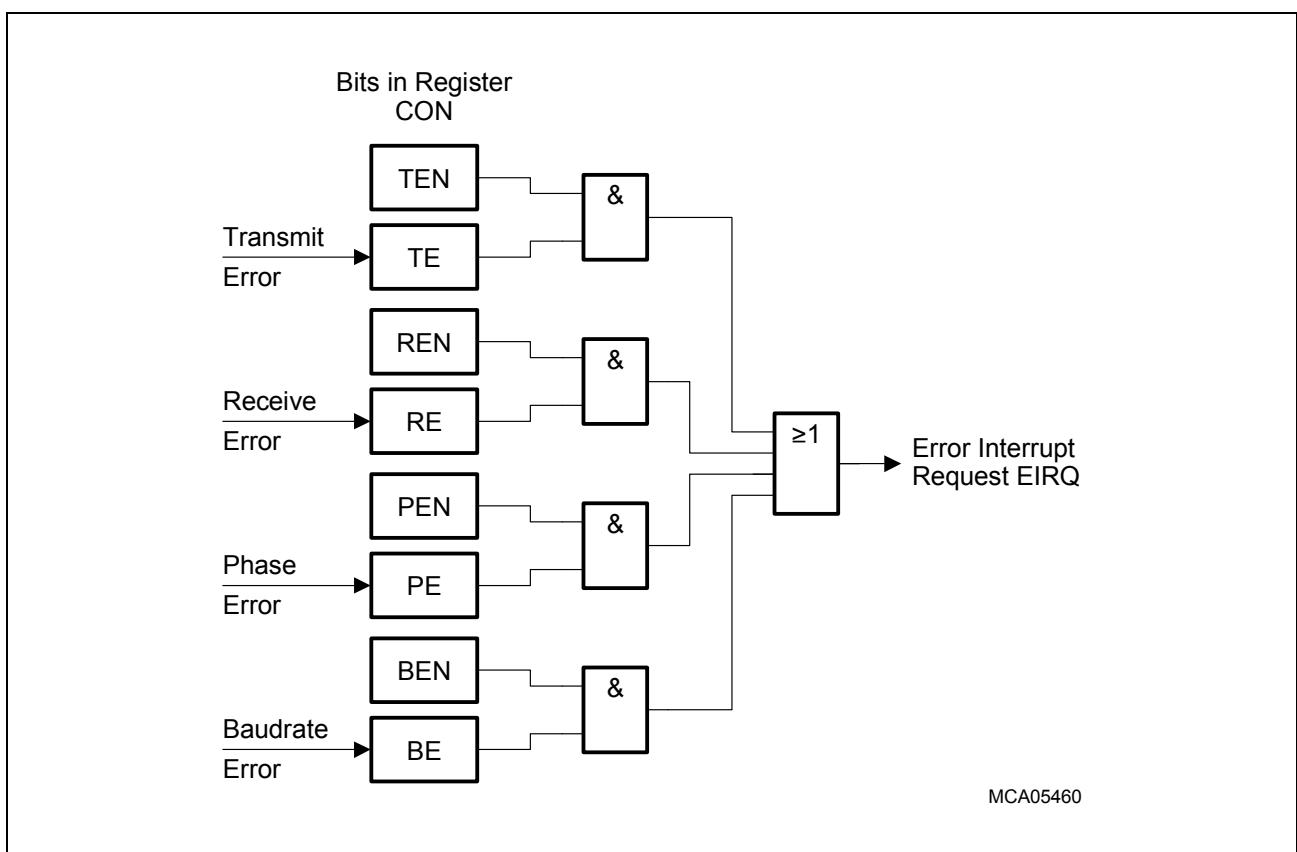 Bits in Register
CON
TEN
&
Transmit
Error
TE
REN
&
Receive
Error
RE
≥1
Error Interrupt
Request EIRQ
PEN
&
Phase
Error
PE
BEN
&
Baudrate
Error
BE
MCA05460